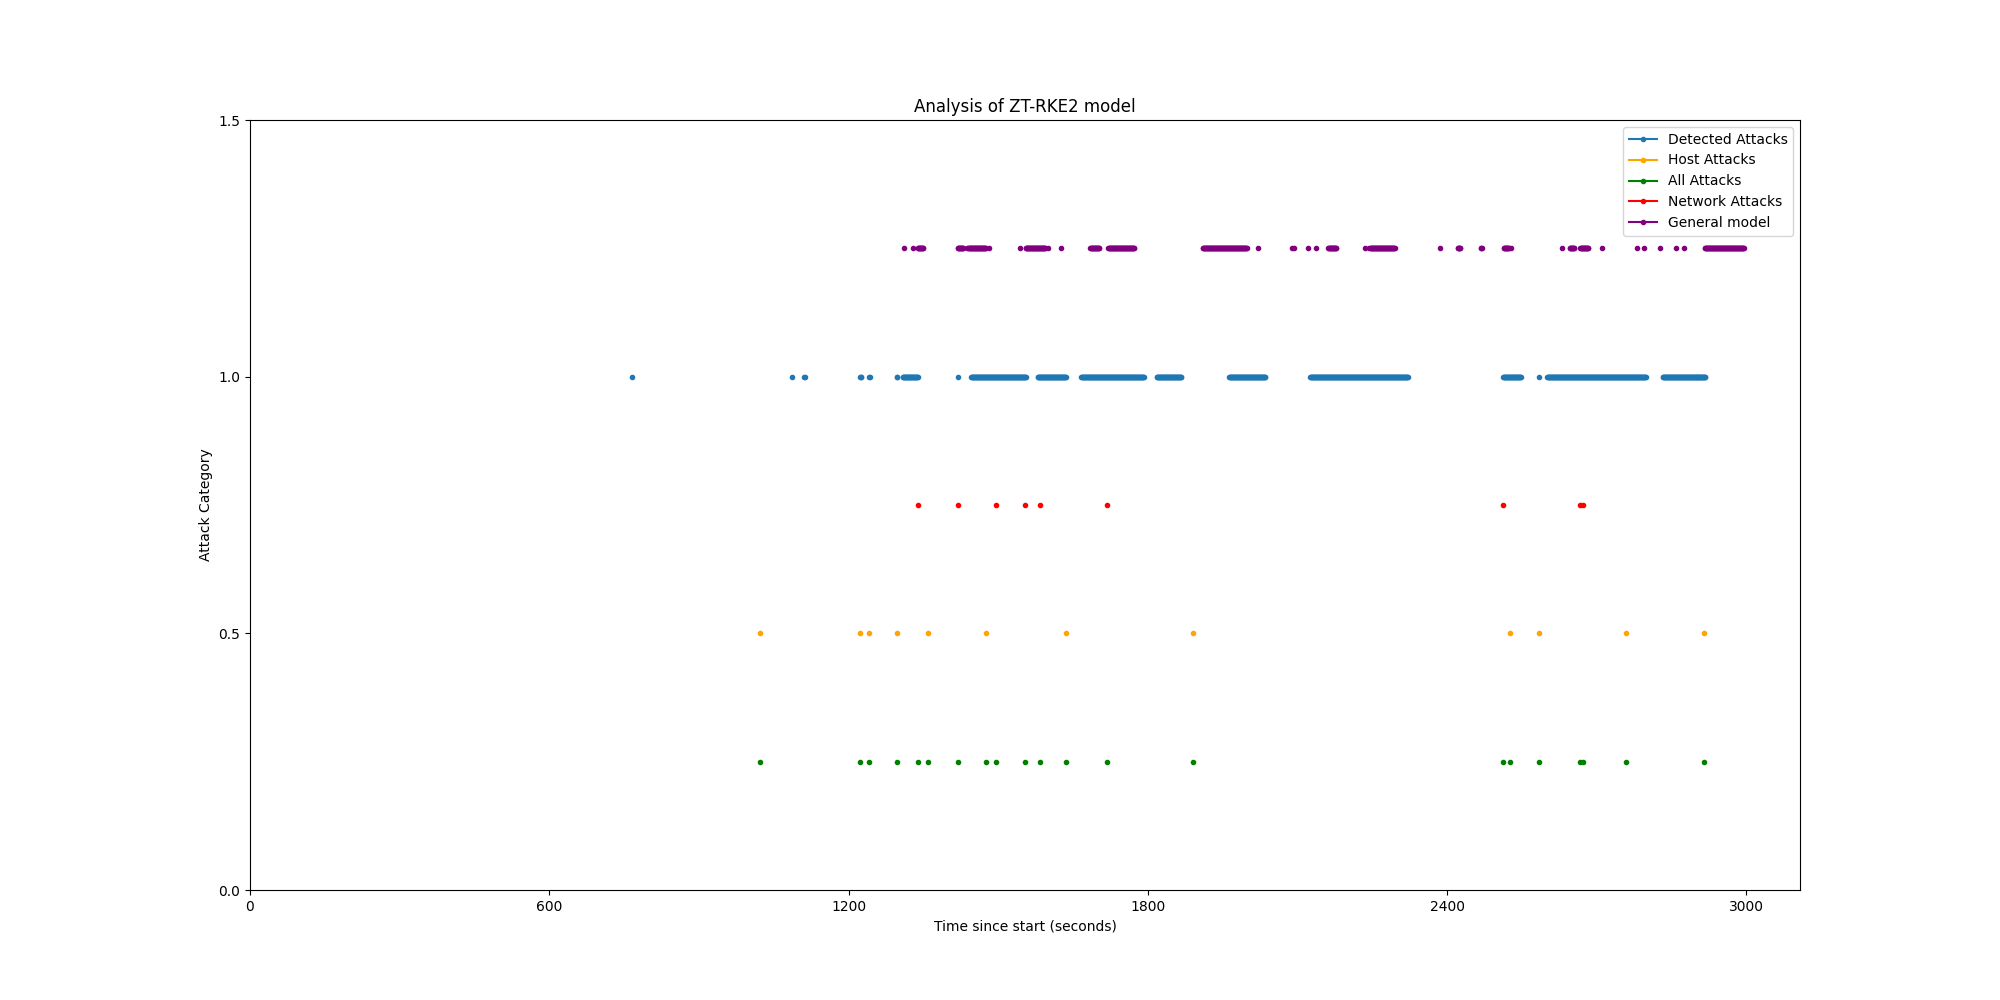 Analysis of ZT-RKE2 model
1.5
1.0
0.5
0.0
Attack Category
Detected Attacks
Host Attacks
All Attacks
Network Attacks
General model
0 600 1200 1800 2400 3000
Time since start (seconds)